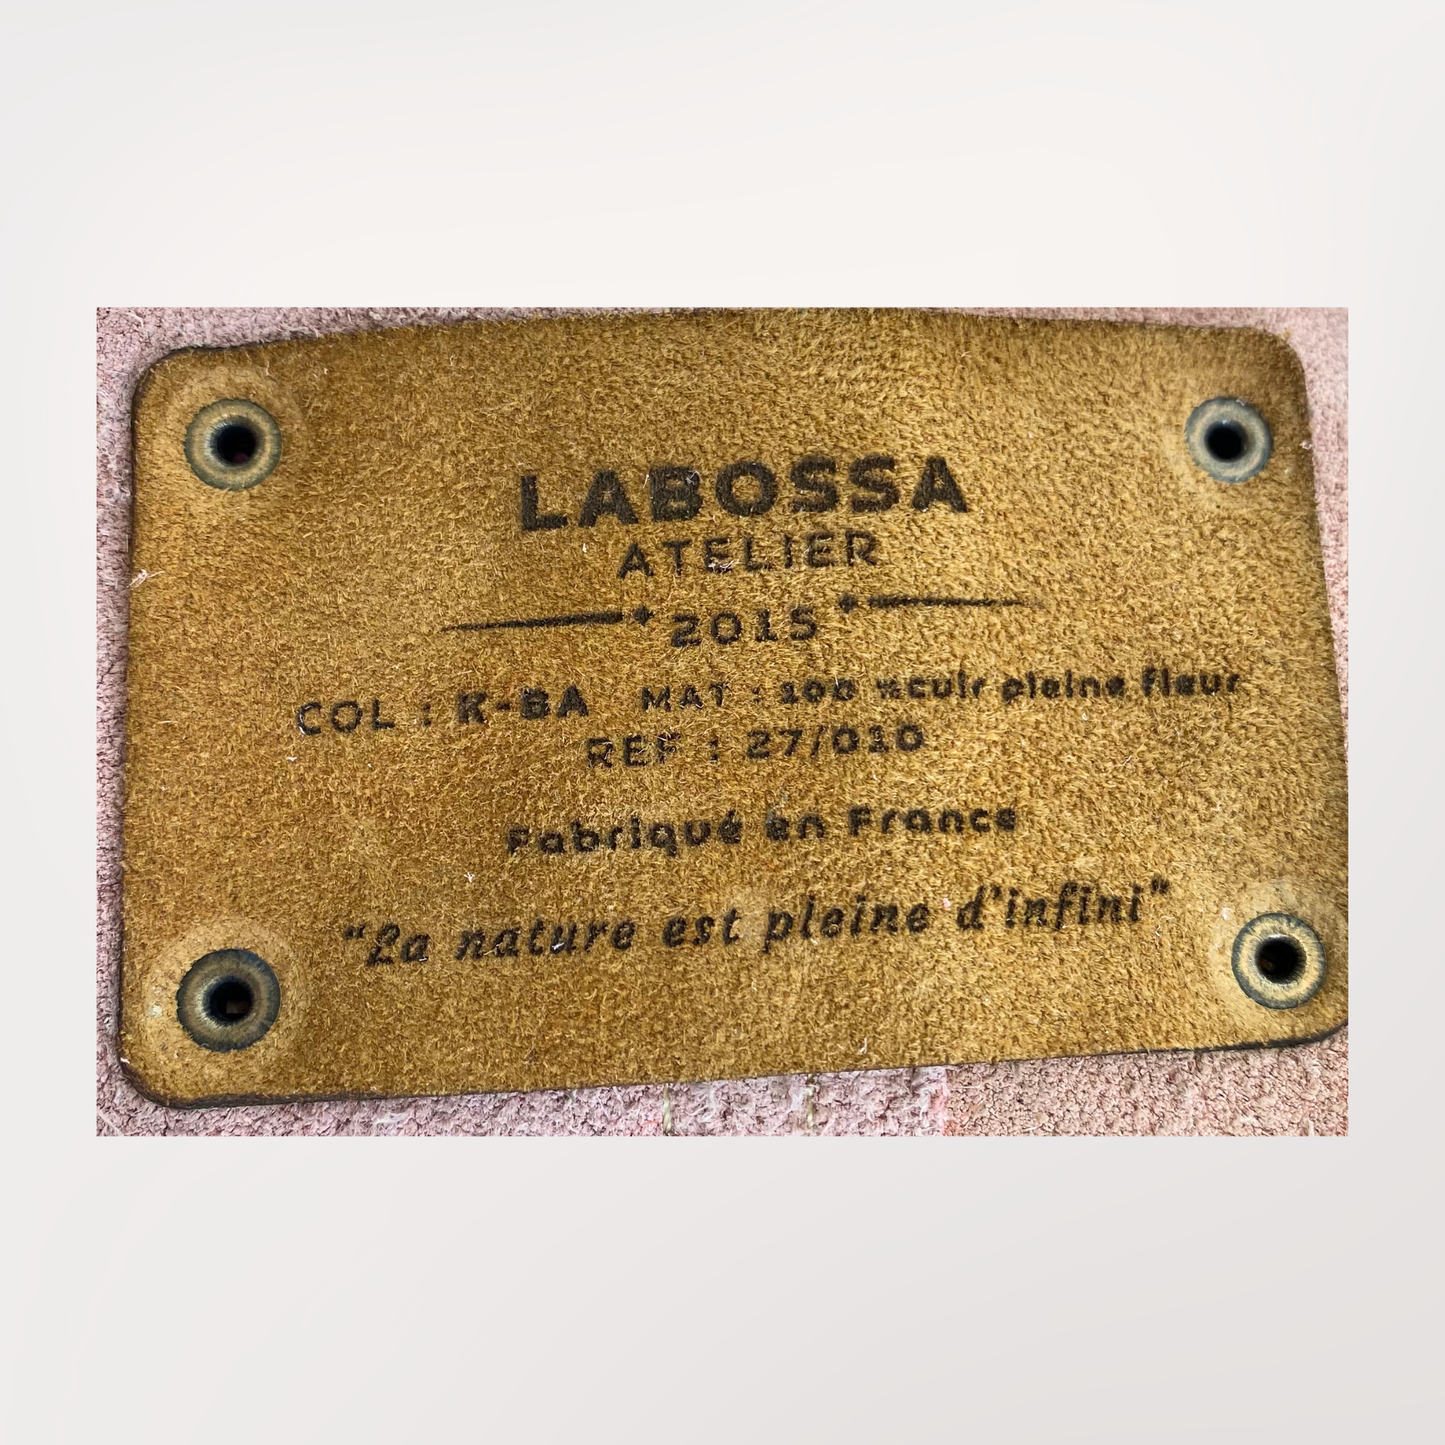 LABOSSA
ATELIER
2015
COL : K-BA MAT : 100 %cuir pleine fleur
REF : 27/010
Fabriqué en France
"La nature est pleine d'infini"